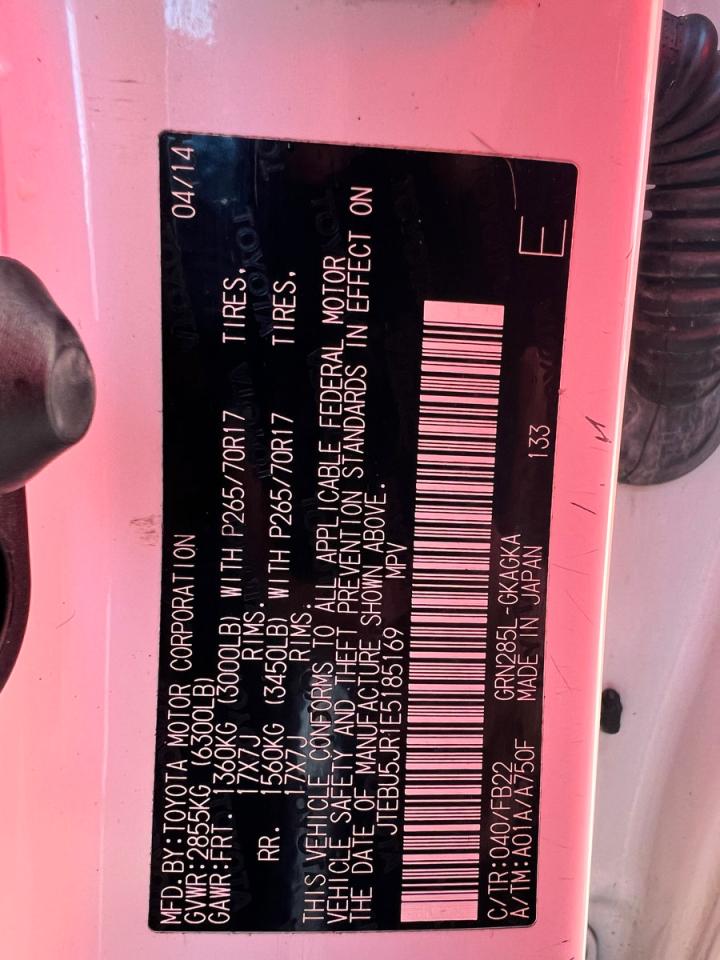 MFD.BY:TOYOTA MOTOR CORPORATION 04/14
GVWR:2855KG (6300LB)
GAWR:FRT. 1360KG (3000LB) WITH P265/70R17 TIRES,
17X7J RIMS.
RR. 1560KG (3450LB) WITH P265/70R17 TIRES,
17X7J RIMS.
THIS VEHICLE CONFORMS TO ALL APPLICABLE FEDERAL MOTOR
VEHICLE SAFETY AND THEFT PREVENTION STANDARDS IN EFFECT ON
THE DATE OF MANUFACTURE SHOWN ABOVE.
JTEBU5JR1E5185169 MPV
C/TR:040/FB22 GRN285L-GKAGKA
A/TM:A01A/A750F MADE IN JAPAN 133 E